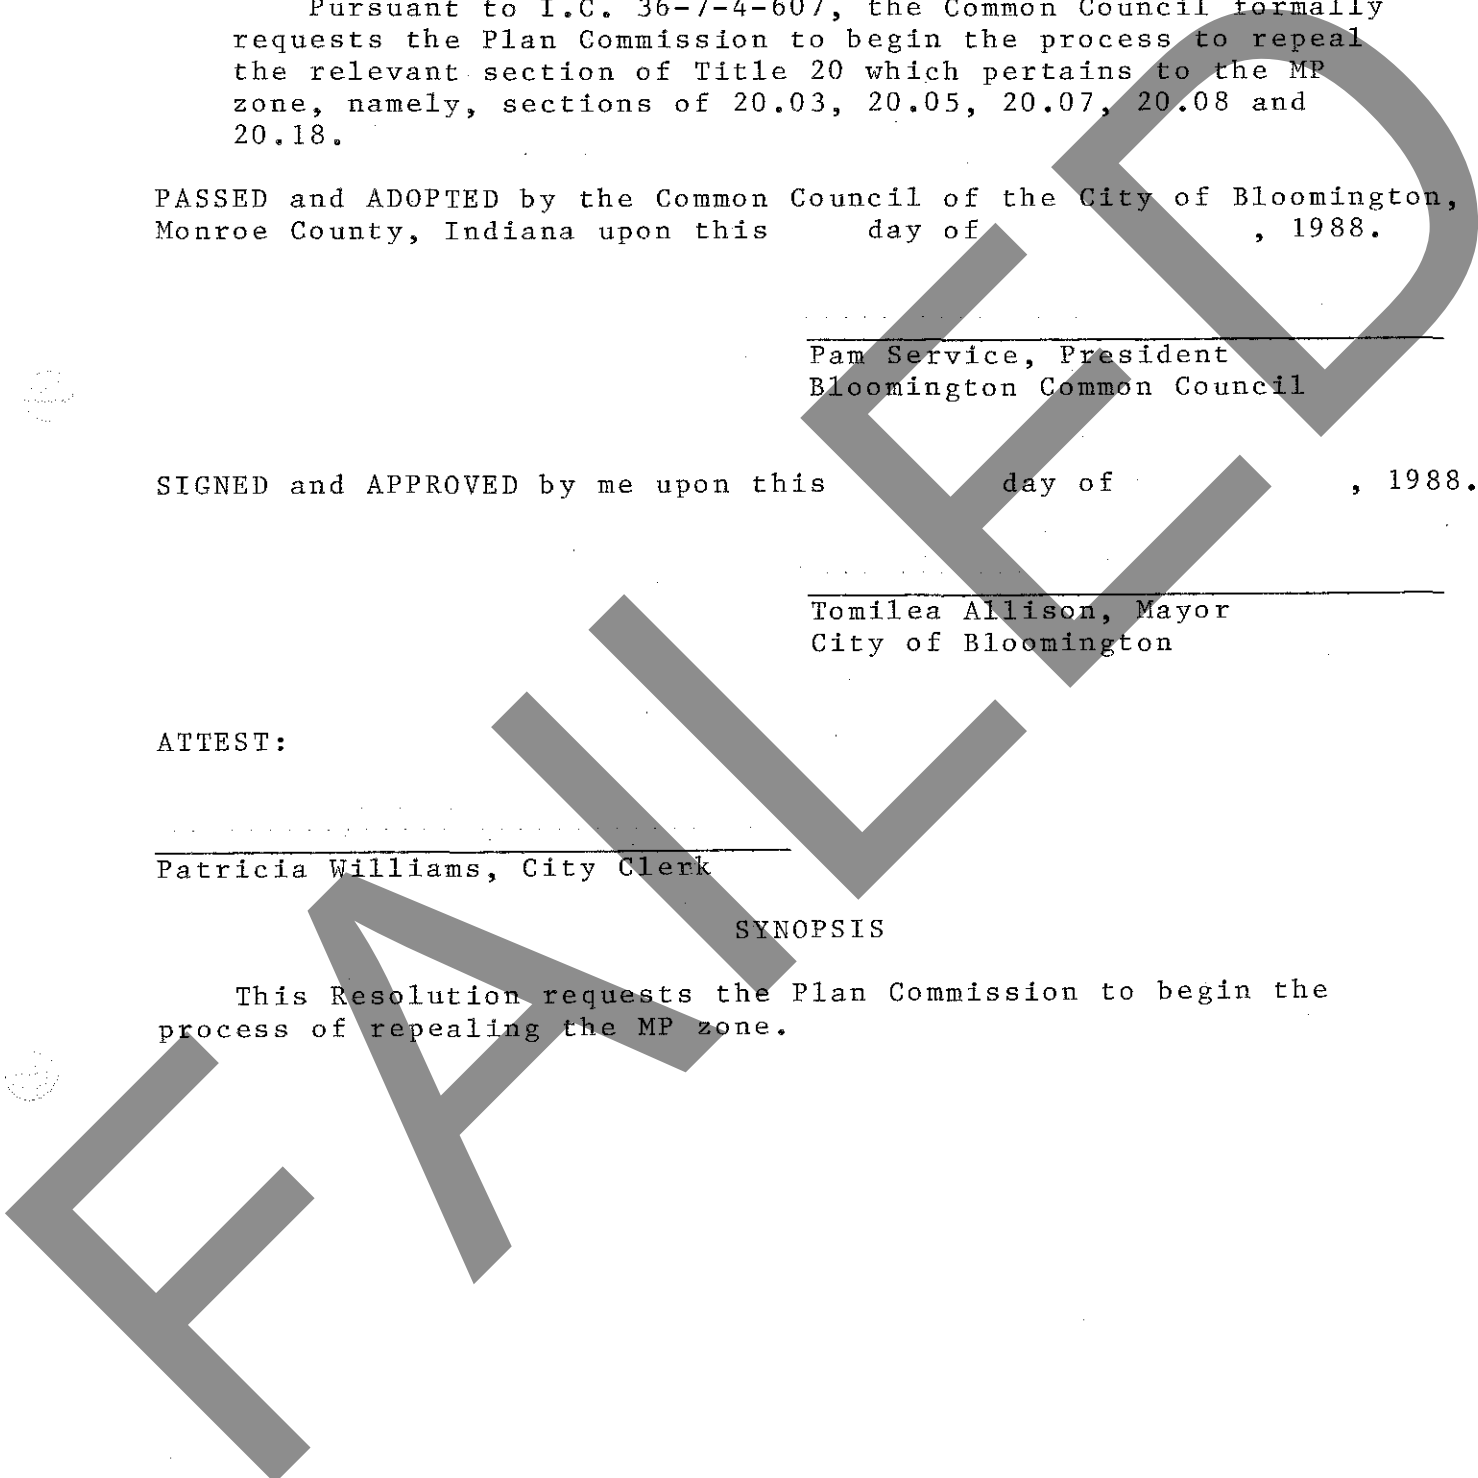 Pursuant to I.C. 36-7-4-607, the Common Council formally
requests the Plan Commission to begin the process to repeal
the relevant section of Title 20 which pertains to the MP
zone, namely, sections of 20.03, 20.05, 20.07, 20.08 and
20.18.
PASSED and ADOPTED by the Common Council of the City of Bloomington,
Monroe County, Indiana upon this day of , 1988.
Pam Service, President
Bloomington Common Council
SIGNED and APPROVED by me upon this day of , 1988.
Tomilea Allison, Mayor
City of Bloomington
ATTEST:
Patricia Williams, City Clerk
SYNOPSIS
This Resolution requests the Plan Commission to begin the
process of repealing the MP zone.
FAILED